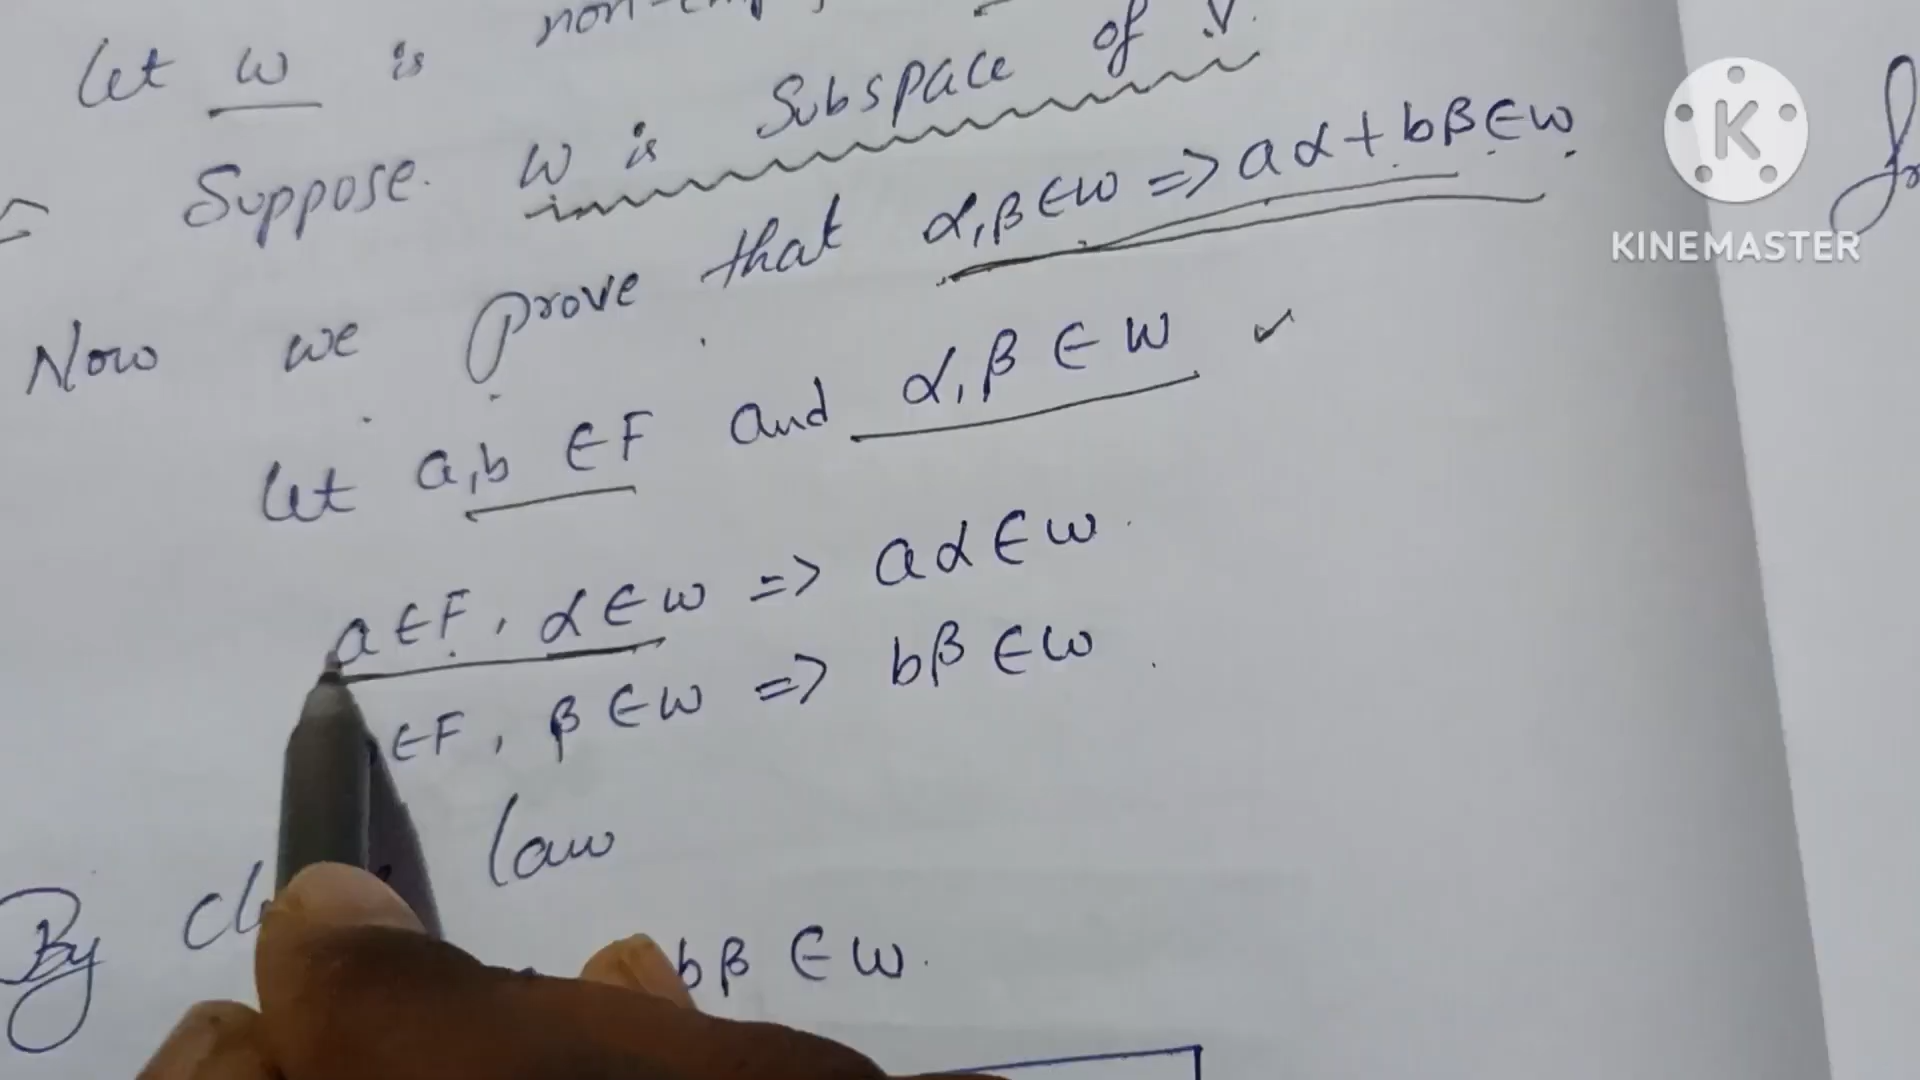 Let w is
Suppose. w is Subspace of V.
Now we prove that α,β∈w => aα + bβ∈w
let a,b ∈F and α,β ∈ w ✓
a∈F, α∈w => aα∈w.
∈F, β∈w => bβ∈w
By law
bβ ∈ w.
KINEMASTER